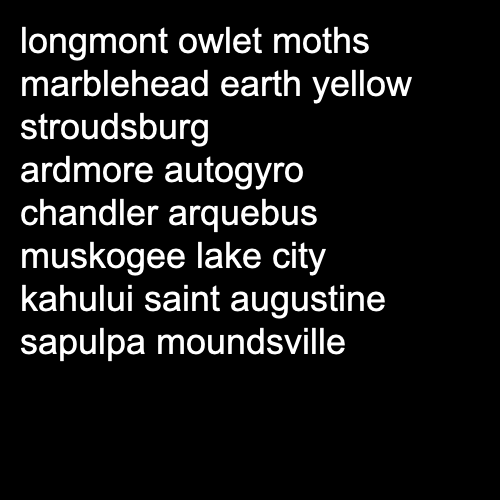 longmont owlet moths
marblehead earth yellow
stroudsburg
ardmore autogyro
chandler arquebus
muskogee lake city
kahului saint augustine
sapulpa moundsville